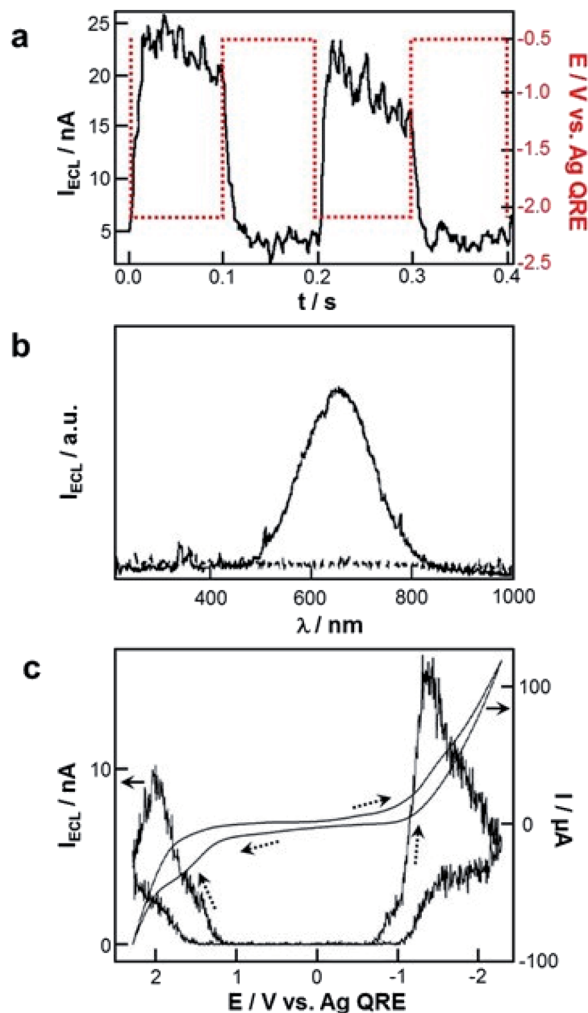 a
25
20
15
10
5
I_ECL / nA
-0.5
-1.0
-1.5
-2.0
-2.5
E / V vs. Ag QRE
0.0 0.1 0.2 0.3 0.4
t / s
b
I_ECL / a.u.
400 600 800 1000
λ / nm
c
10
0
I_ECL / nA
100
0
-100
I / µA
2 1 0 -1 -2
E / V vs. Ag QRE